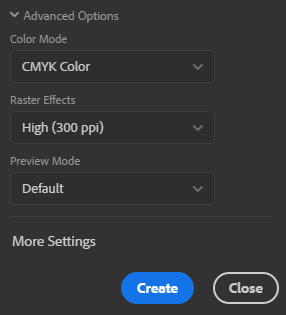 Advanced Options
Color Mode
CMYK Color
Raster Effects
High (300 ppi)
Preview Mode
Default
More Settings
Create
Close